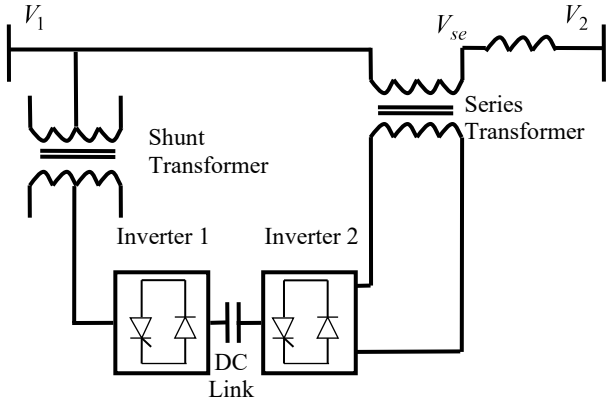 V1
Vse
V2
Series
Transformer
Shunt
Transformer
Inverter 1
Inverter 2
DC
Link